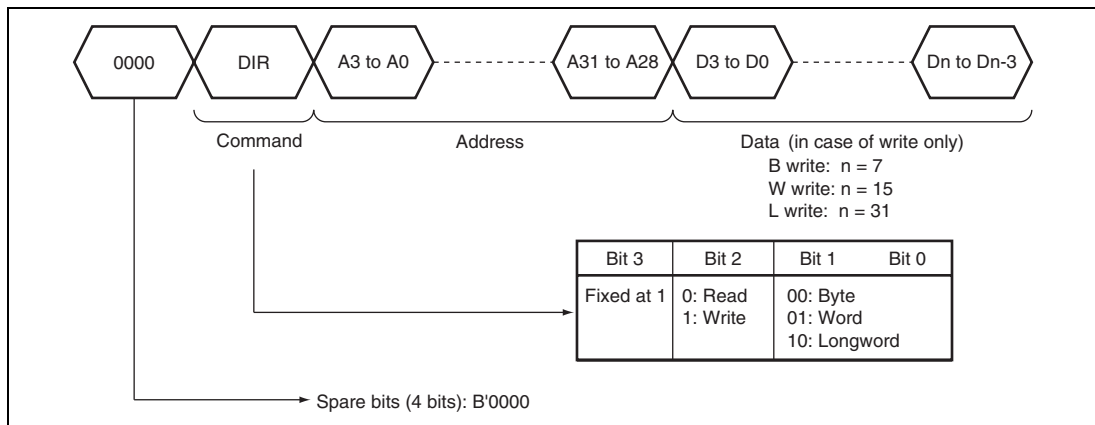 0000 DIR A3 to A0 A31 to A28 D3 to D0 Dn to Dn-3
Command Address Data (in case of write only)
B write: n = 7
W write: n = 15
L write: n = 31
Bit 3 Bit 2 Bit 1 Bit 0
Fixed at 1 0: Read 00: Byte
1: Write 01: Word
10: Longword
Spare bits (4 bits): B'0000